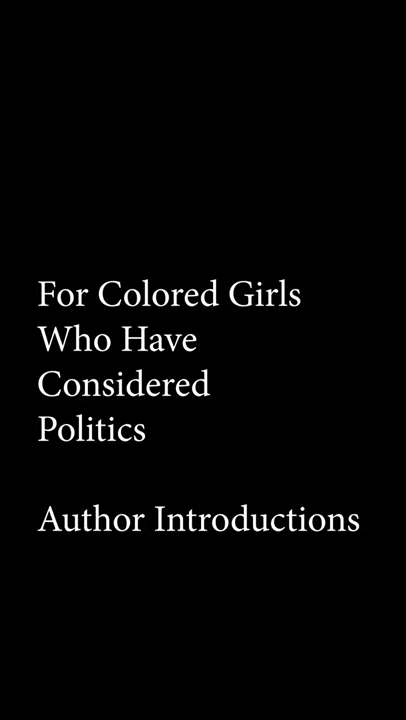 For Colored Girls
Who Have
Considered
Politics
Author Introductions